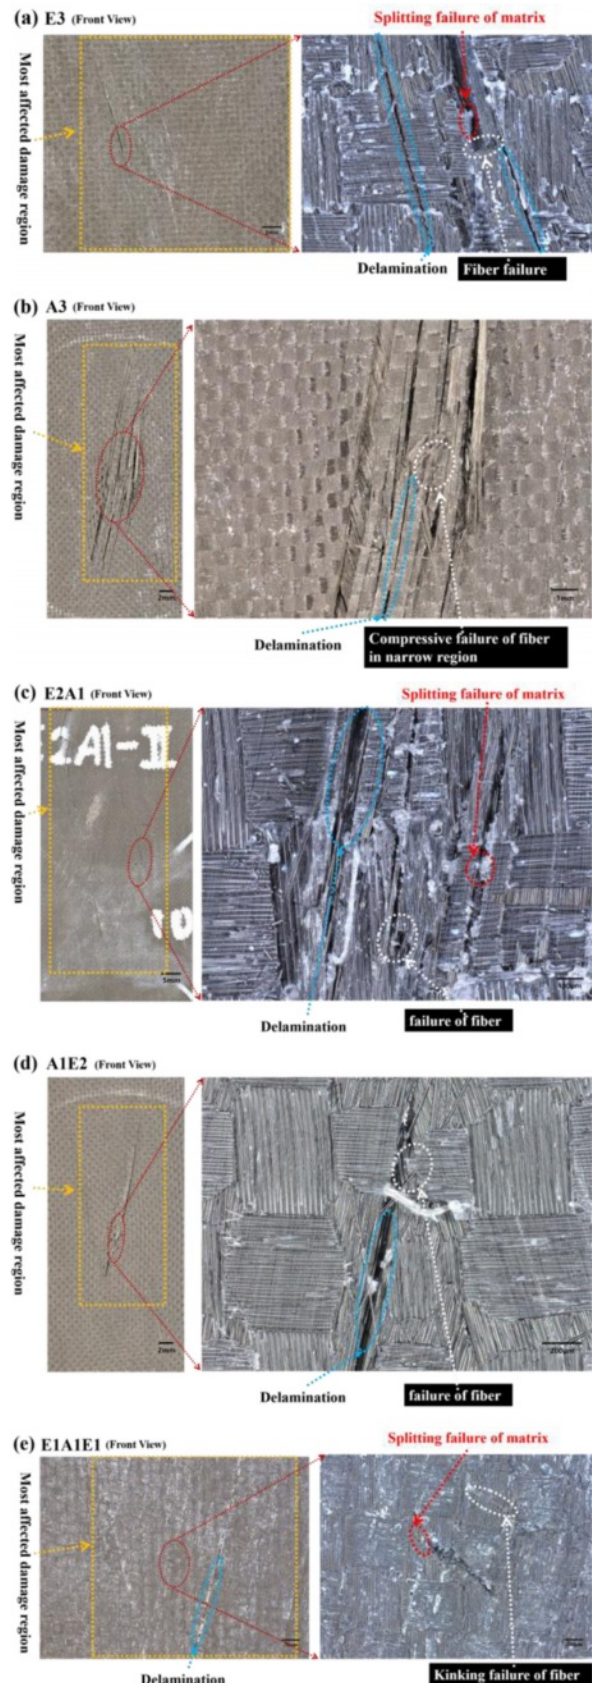 (a) E3 (Front View)
Splitting failure of matrix
Most affected damage region
Delamination
Fiber failure
(b) A3 (Front View)
Most affected damage region
2mm
1mm
Delamination
Compressive failure of fiber
in narrow region
(c) E2A1 (Front View)
Splitting failure of matrix
Most affected damage region
E2A1-II
5mm
Delamination
failure of fiber
(d) A1E2 (Front View)
Most affected damage region
2mm
200µm
Delamination
failure of fiber
(e) E1A1E1 (Front View)
Splitting failure of matrix
Most affected damage region
Delamination
Kinking failure of fiber